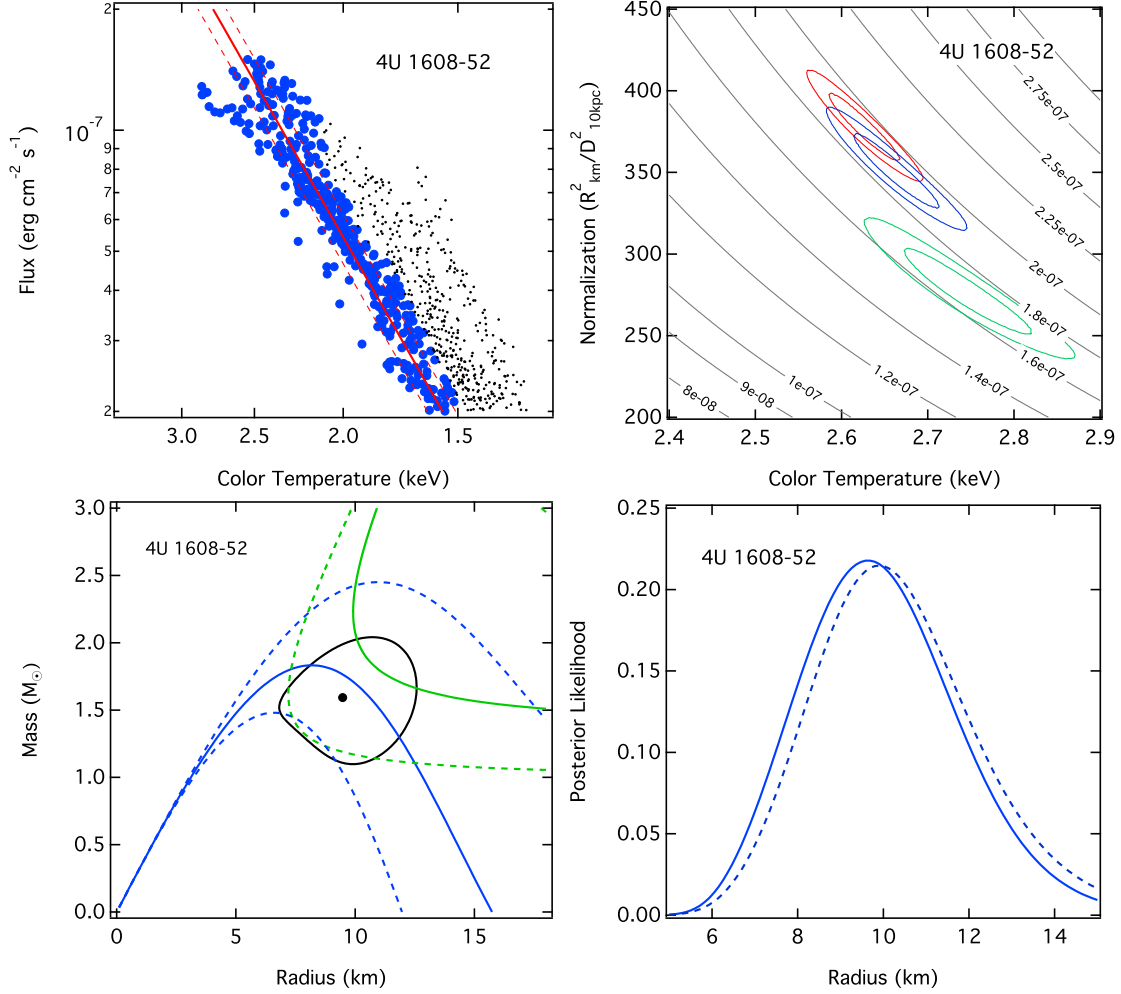 4U 1608-52
Flux (erg cm-2 s-1)
2
10-7
9
8
7
6
5
4
3
2
3.0
2.5
2.0
1.5
Color Temperature (keV)
4U 1608-52
Normalization (R2km/D210kpc)
450
400
350
300
250
200
2.75e-07
2.5e-07
2.25e-07
2e-07
1.8e-07
1.6e-07
1.4e-07
1.2e-07
1e-07
9e-08
8e-08
2.4
2.5
2.6
2.7
2.8
2.9
Color Temperature (keV)
4U 1608-52
Mass (M☉)
3.0
2.5
2.0
1.5
1.0
0.5
0.0
0
5
10
15
Radius (km)
4U 1608-52
Posterior Likelihood
0.25
0.20
0.15
0.10
0.05
0.00
6
8
10
12
14
Radius (km)